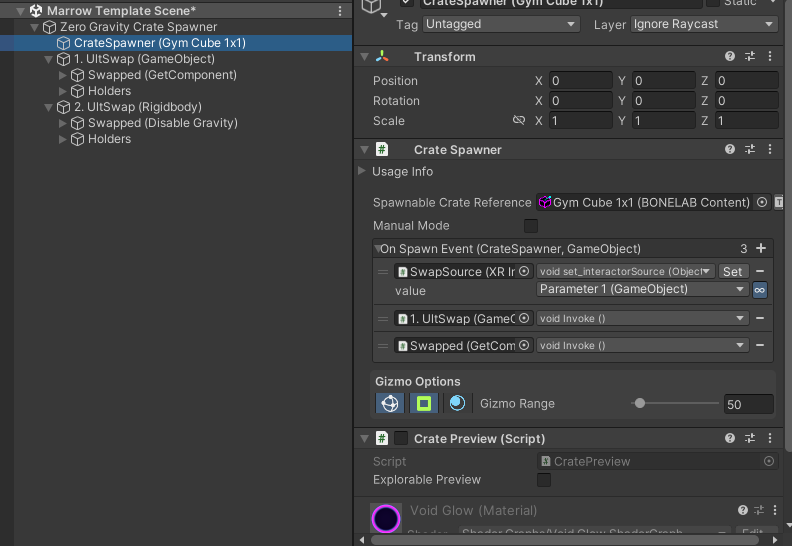 Marrow Template Scene*
Zero Gravity Crate Spawner
CrateSpawner (Gym Cube 1x1)
1. UltSwap (GameObject)
Swapped (GetComponent)
Holders
2. UltSwap (Rigidbody)
Swapped (Disable Gravity)
Holders
CrateSpawner (Gym Cube 1x1)
Static
Tag Untagged Layer Ignore Raycast
Transform
Position X 0 Y 0 Z 0
Rotation X 0 Y 0 Z 0
Scale X 1 Y 1 Z 1
# Crate Spawner
Usage Info
Spawnable Crate Reference Gym Cube 1x1 (BONELAB Content) T
Manual Mode
On Spawn Event (CrateSpawner, GameObject) 3 +
SwapSource (XR In void set_interactorSource (Object Set
value Parameter 1 (GameObject) ∞
1. UltSwap (GameO void Invoke ()
Swapped (GetCom void Invoke ()
Gizmo Options
Gizmo Range 50
# Crate Preview (Script)
Script CratePreview
Explorable Preview
Void Glow (Material)
Shader Shader Graphs/Void Glow ShaderGraph Edit...